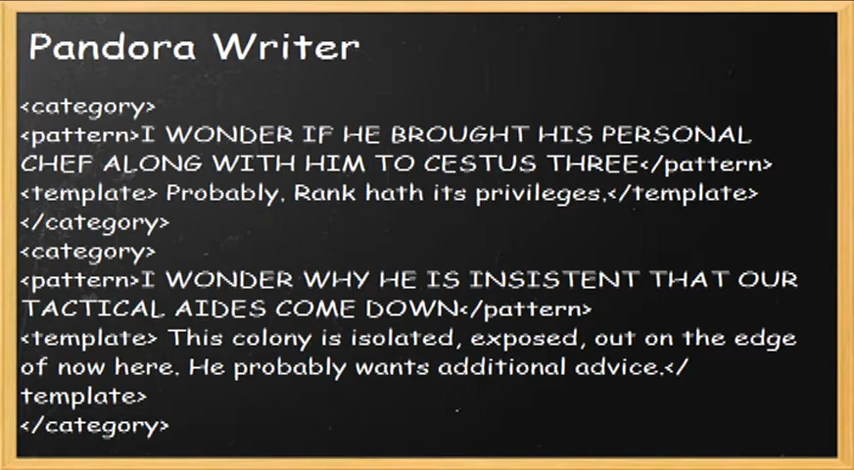 Pandora Writer
<category>
<pattern>I WONDER IF HE BROUGHT HIS PERSONAL
CHEF ALONG WITH HIM TO CESTUS THREE</pattern>
<template> Probably. Rank hath its privileges.</template>
</category>
<category>
<pattern>I WONDER WHY HE IS INSISTENT THAT OUR
TACTICAL AIDES COME DOWN</pattern>
<template> This colony is isolated, exposed, out on the edge
of now here. He probably wants additional advice.</
template>
</category>